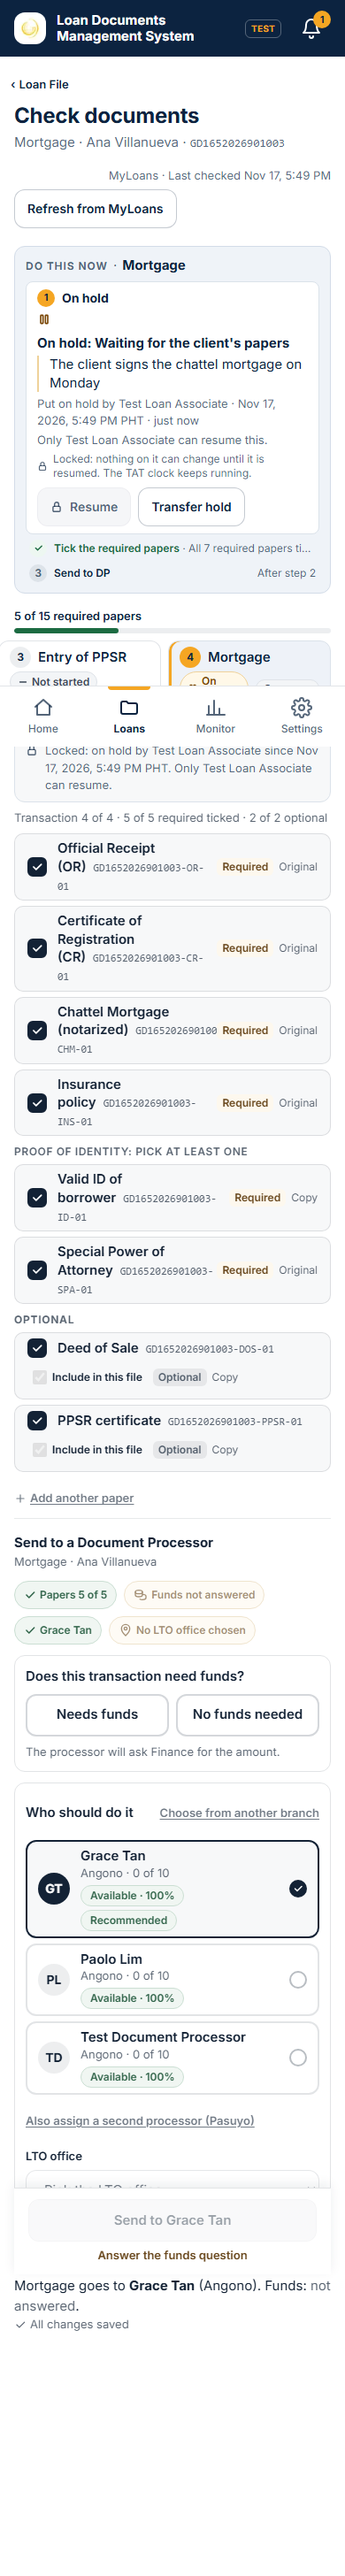 Loan Documents
Management System
TEST
1
‹ Loan File
Check documents
Mortgage · Ana Villanueva · GD1652026901003
MyLoans · Last checked Nov 17, 5:49 PM
Refresh from MyLoans
DO THIS NOW · Mortgage
1 On hold
On hold: Waiting for the client's papers
The client signs the chattel mortgage on
Monday
Put on hold by Test Loan Associate · Nov 17,
2026, 5:49 PM PHT · just now
Only Test Loan Associate can resume this.
Locked: nothing on it can change until it is
resumed. The TAT clock keeps running.
Resume
Transfer hold
Tick the required papers · All 7 required papers ti...
3 Send to DP After step 2
5 of 15 required papers
3 Entry of PPSR
Not started
4 Mortgage
On
Home
Loans
Monitor
Settings
Locked: on hold by Test Loan Associate since Nov
17, 2026, 5:49 PM PHT. Only Test Loan Associate
can resume.
Transaction 4 of 4 · 5 of 5 required ticked · 2 of 2 optional
Official Receipt
(OR) GD1652026901003-OR-
01
Required Original
Certificate of
Registration
(CR) GD1652026901003-CR-
01
Required Original
Chattel Mortgage
(notarized) GD165202690100
CHM-01
Required Original
Insurance
policy GD1652026901003-
INS-01
Required Original
PROOF OF IDENTITY: PICK AT LEAST ONE
Valid ID of
borrower GD1652026901003-
ID-01
Required Copy
Special Power of
Attorney GD1652026901003-
SPA-01
Required Original
OPTIONAL
Deed of Sale GD1652026901003-DOS-01
Include in this file Optional Copy
PPSR certificate GD1652026901003-PPSR-01
Include in this file Optional Copy
+ Add another paper
Send to a Document Processor
Mortgage · Ana Villanueva
Papers 5 of 5
Funds not answered
Grace Tan
No LTO office chosen
Does this transaction need funds?
Needs funds
No funds needed
The processor will ask Finance for the amount.
Who should do it
Choose from another branch
GT
Grace Tan
Angono · 0 of 10
Available · 100%
Recommended
PL
Paolo Lim
Angono · 0 of 10
Available · 100%
TD
Test Document Processor
Angono · 0 of 10
Available · 100%
Also assign a second processor (Pasuyo)
LTO office
Send to Grace Tan
Answer the funds question
Mortgage goes to Grace Tan (Angono). Funds: not
answered.
All changes saved